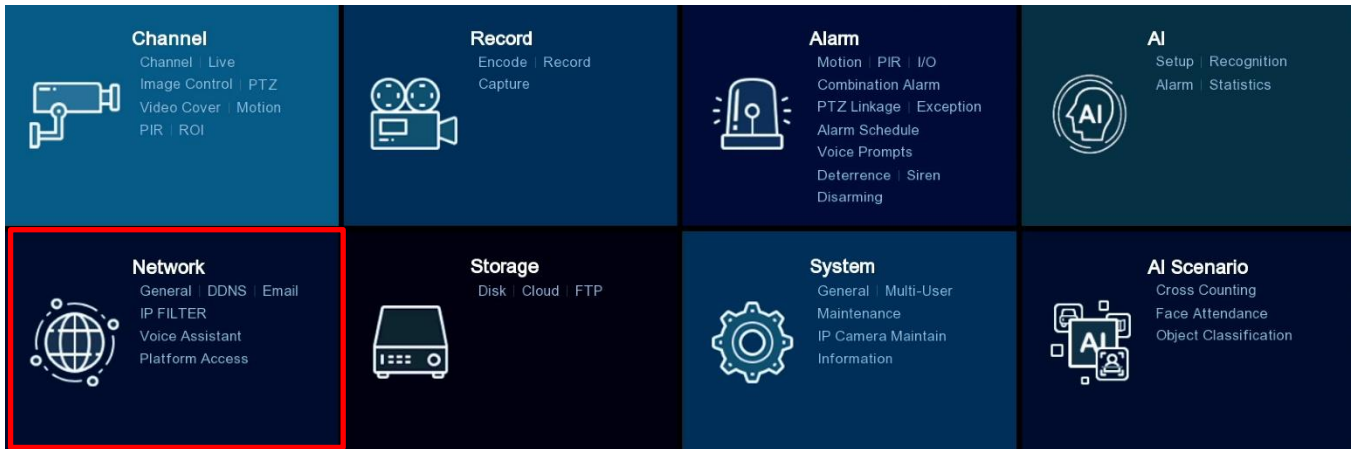 Channel
Channel | Live
Image Control | PTZ
Video Cover | Motion
PIR | ROI
Record
Encode | Record
Capture
Alarm
Motion | PIR | I/O
Combination Alarm
PTZ Linkage | Exception
Alarm Schedule
Voice Prompts
Deterrence | Siren
Disarming
AI
Setup | Recognition
Alarm | Statistics
AI
Network
General | DDNS | Email
IP FILTER
Voice Assistant
Platform Access
Storage
Disk | Cloud | FTP
System
General | Multi-User
Maintenance
IP Camera Maintain
Information
AI Scenario
Cross Counting
Face Attendance
Object Classification
AI